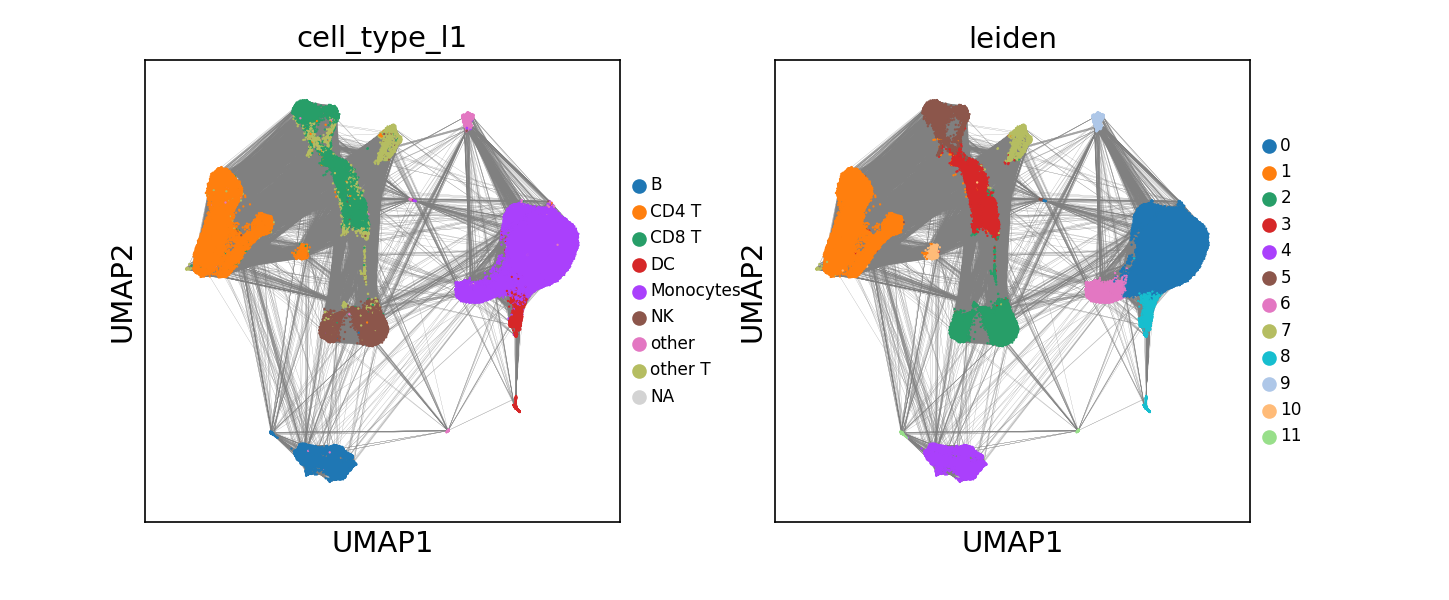 cell_type_l1
UMAP2
UMAP1
B
CD4 T
CD8 T
DC
Monocytes
NK
other
other T
NA
leiden
UMAP2
UMAP1
0
1
2
3
4
5
6
7
8
9
10
11